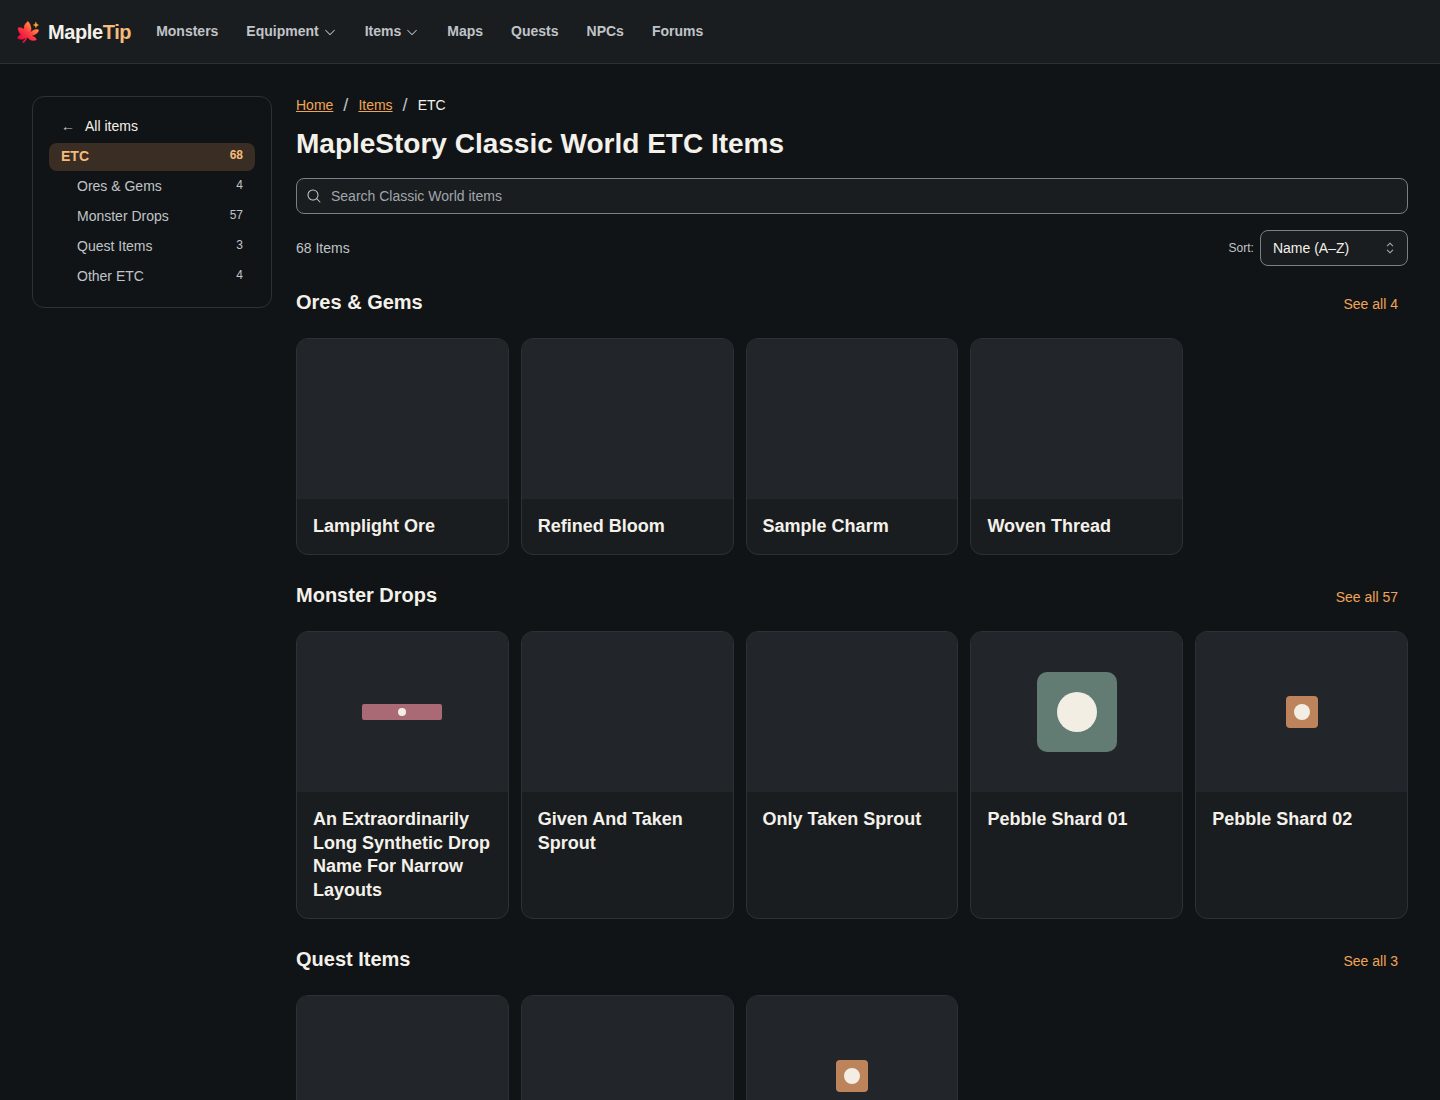 MapleTip
Monsters
Equipment
Items
Maps
Quests
NPCs
Forums
← All items
ETC 68
Ores & Gems 4
Monster Drops 57
Quest Items 3
Other ETC 4
Home / Items / ETC
MapleStory Classic World ETC Items
Search Classic World items
68 Items
Sort: Name (A–Z)
Ores & Gems
See all 4
Lamplight Ore
Refined Bloom
Sample Charm
Woven Thread
Monster Drops
See all 57
An Extraordinarily
Long Synthetic Drop
Name For Narrow
Layouts
Given And Taken
Sprout
Only Taken Sprout
Pebble Shard 01
Pebble Shard 02
Quest Items
See all 3